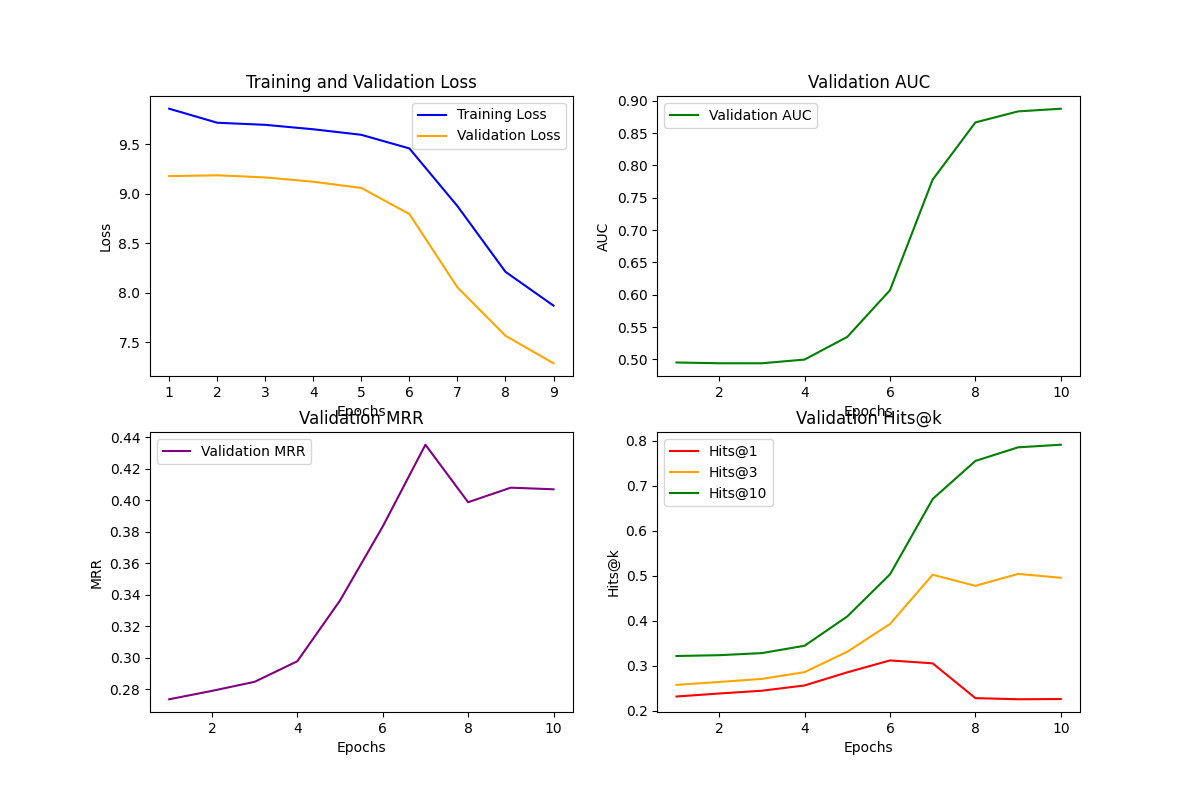 Training and Validation Loss
Training Loss
Validation Loss
Loss
9.5
9.0
8.5
8.0
7.5
1 2 3 4 5 6 7 8 9
Epochs
Validation AUC
Validation AUC
AUC
0.90
0.85
0.80
0.75
0.70
0.65
0.60
0.55
0.50
2 4 6 8 10
Epochs
Validation MRR
Validation MRR
MRR
0.44
0.42
0.40
0.38
0.36
0.34
0.32
0.30
0.28
2 4 6 8 10
Epochs
Validation Hits@k
Hits@1
Hits@3
Hits@10
Hits@k
0.8
0.7
0.6
0.5
0.4
0.3
0.2
2 4 6 8 10
Epochs